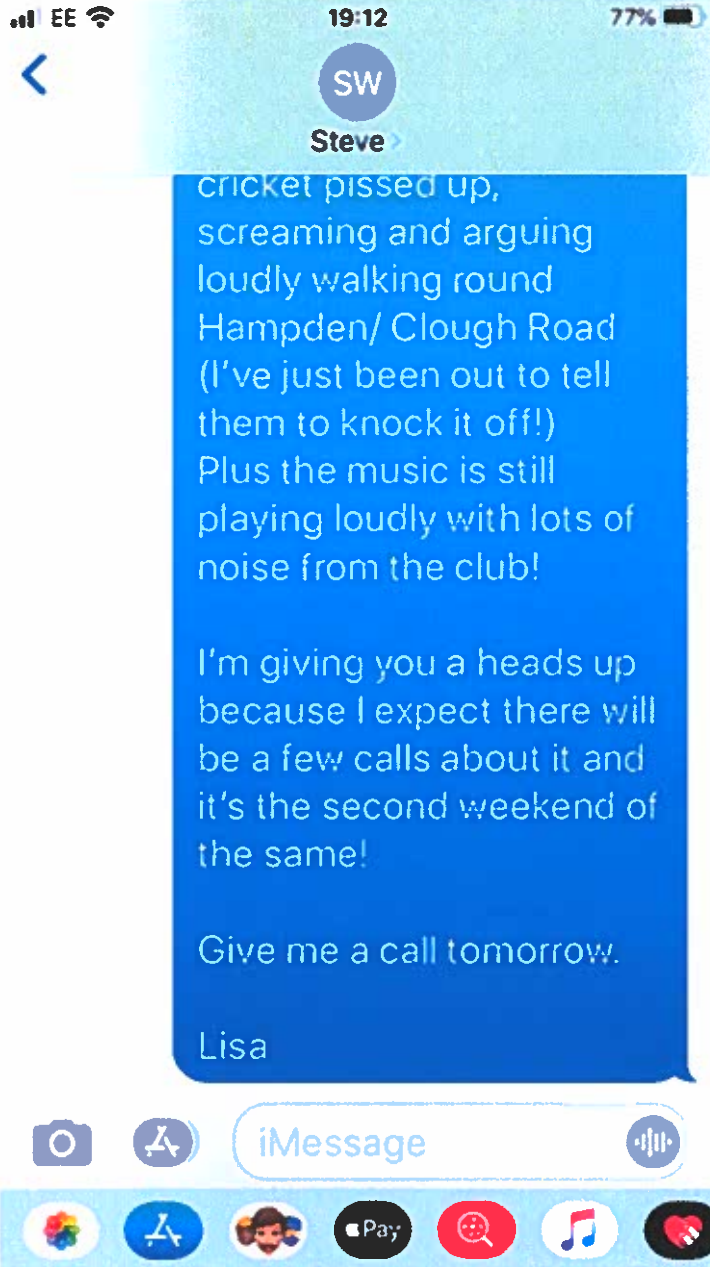 EE 19:12 77%
SW
Steve
cricket pissed up,
screaming and arguing
loudly walking round
Hampden/ Clough Road
(I've just been out to tell
them to knock it off!)
Plus the music is still
playing loudly with lots of
noise from the club!
I'm giving you a heads up
because I expect there will
be a few calls about it and
it's the second weekend of
the same!
Give me a call tomorrow.
Lisa
iMessage
Pay